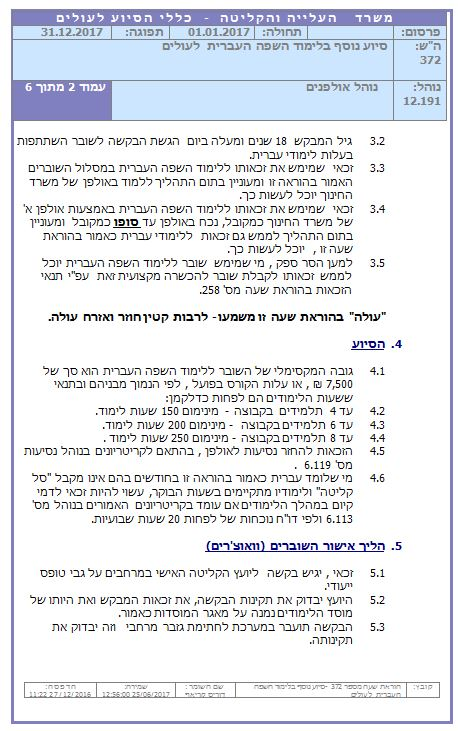 משרד העלייה והקליטה - כללי הסיוע לעולים
פרסום: תחולה: 01.01.2017 תפוגה: 31.12.2017
ה"ש: סיוע נוסף בלימוד השפה העברית לעולים
372
נוהל: נוהל אולפנים עמוד 2 מתוך 6
12.191
3.2 גיל המבקש 18 שנים ומעלה ביום הגשת הבקשה לשובר השתתפות
בעלות לימודי עברית.
3.3 זכאי שמימש את זכאותו ללימוד השפה העברית במסלול השוברים
האמור בהוראה זו ומעוניין בתום התהליך ללמוד באולפן של משרד
החינוך יוכל לעשות כך.
3.4 זכאי שמימש את זכאותו ללימוד השפה העברית באמצעות אולפן א'
של משרד החינוך כמקובל, נכח באולפן עד סופו כמקובל ומעוניין
בתום התהליך לממש גם זכאות ללימודי עברית כאמור בהוראת
שעה זו , יוכל לעשות כך.
3.5 למען הסר ספק , מי שמימש שובר ללימוד השפה העברית יוכל
לממש זכאותו לקבלת שובר להכשרה מקצועית זאת עפ"י תנאי
הזכאות בהוראת שעה מס' 258.
"עולה" בהוראת שעה זו משמעו- לרבות קטין חוזר ואזרח עולה.
4. הסיוע
4.1 גובה המקסימלי של השובר ללימוד השפה העברית הוא סך של
7,500 ₪ , או עלות הקורס בפועל , לפי הנמוך מבניהם ובתנאי
ששעות הלימודים הם לפחות כדלקמן:
4.2 עד 4 תלמידים בקבוצה - מינימום 150 שעות לימוד.
4.3 עד 6 תלמידים בקבוצה - מינימום 200 שעות לימוד.
4.4 עד 8 תלמידים בקבוצה - מינימום 250 שעות לימוד .
4.5 הזכאות להחזר נסיעות לאולפן , בהתאם לקריטריונים בנוהל נסיעות
מס' 6.119 .
4.6 מי שלומד עברית כאמור בהוראה זו בחודשים בהם אינו מקבל "סל
קליטה" ולימודיו מתקיימים בשעות הבוקר, עשוי להיות זכאי לדמי
קיום במהלך הלימודים אם עומד בקריטריונים האמורים בנוהל מס'
6.113 ולפי דו"ח נוכחות של לפחות 20 שעות שבועיות.
5. הליך אישור השוברים (וואוצ'רים)
5.1 זכאי , יגיש בקשה ליועץ הקליטה האישי במרחבים על גבי טופס
ייעודי.
5.2 היועץ יבדוק את תקינות הבקשה, את זכאות המבקש ואת היותו של
מוסד הלימודים נמנה על מאגר המוסדות כאמור.
5.3 הבקשה תועבר במערכת לחתימת גזבר מרחבי וזה יבדוק את
תקינותה.
קובץ: הוראת שעה מספר 372 -סיוע נוסף בלימוד השפה שם השומר: שמירה: הדפסה:
העברית לעולים דוריס קריאף 25/06/2017 12:56:00 27/12/2016 11:22